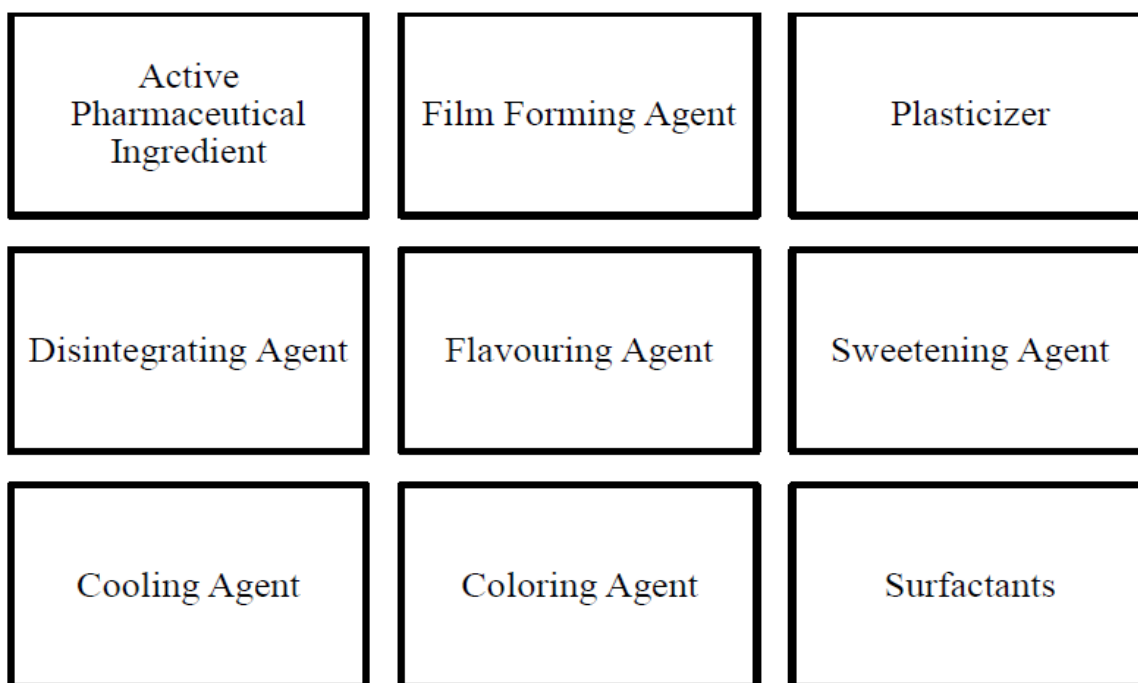 Active
Pharmaceutical
Ingredient
Film Forming Agent
Plasticizer
Disintegrating Agent
Flavouring Agent
Sweetening Agent
Cooling Agent
Coloring Agent
Surfactants